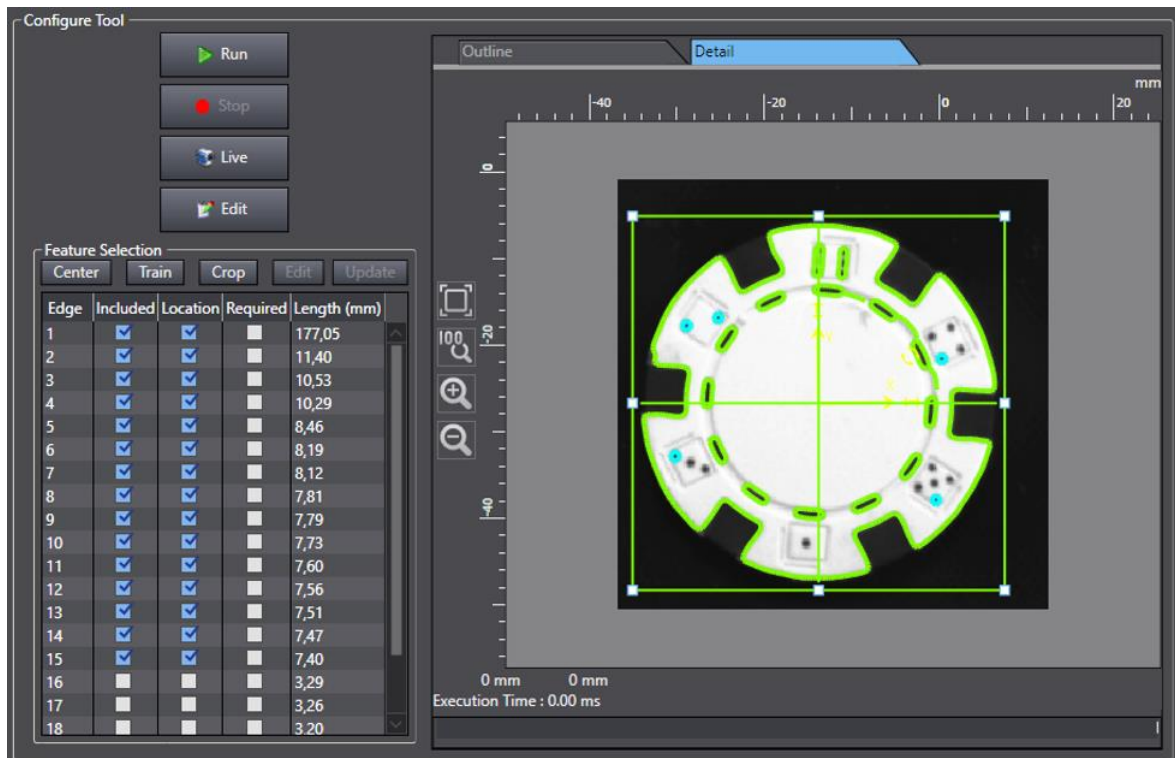 Configure Tool
Run
Stop
Live
Edit
Feature Selection
Center Train Crop Edit Update
Edge Included Location Required Length (mm)
1 177,05
2 11,40
3 10,53
4 10,29
5 8,46
6 8,19
7 8,12
8 7,81
9 7,79
10 7,73
11 7,60
12 7,56
13 7,51
14 7,47
15 7,40
16 3,29
17 3,26
18 3,20
Outline Detail
mm
-40 -20 0 20
0
-20
-40
100
0 mm 0 mm
Execution Time : 0.00 ms